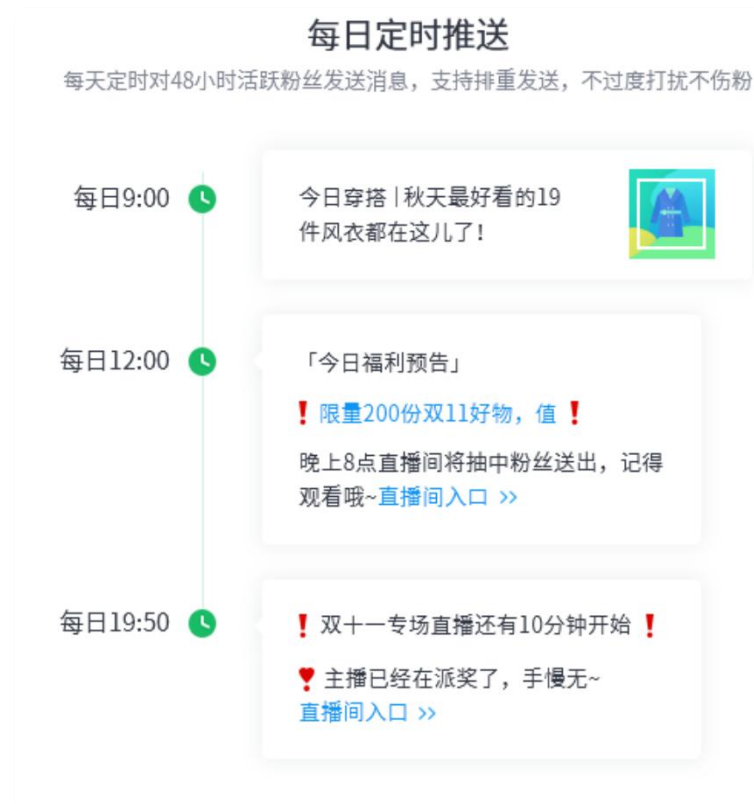 每日定时推送
每天定时对48小时活跃粉丝发送消息，支持排重发送，不过度打扰不伤粉
每日9:00
今日穿搭 | 秋天最好看的19
件风衣都在这儿了!
每日12:00
「今日福利预告」
❗ 限量200份双11好物，值 ❗
晚上8点直播间将抽中粉丝送出，记得
观看哦~直播间入口 >>
每日19:50
❗ 双十一专场直播还有10分钟开始 ❗
❣ 主播已经在派奖了，手慢无~
直播间入口 >>